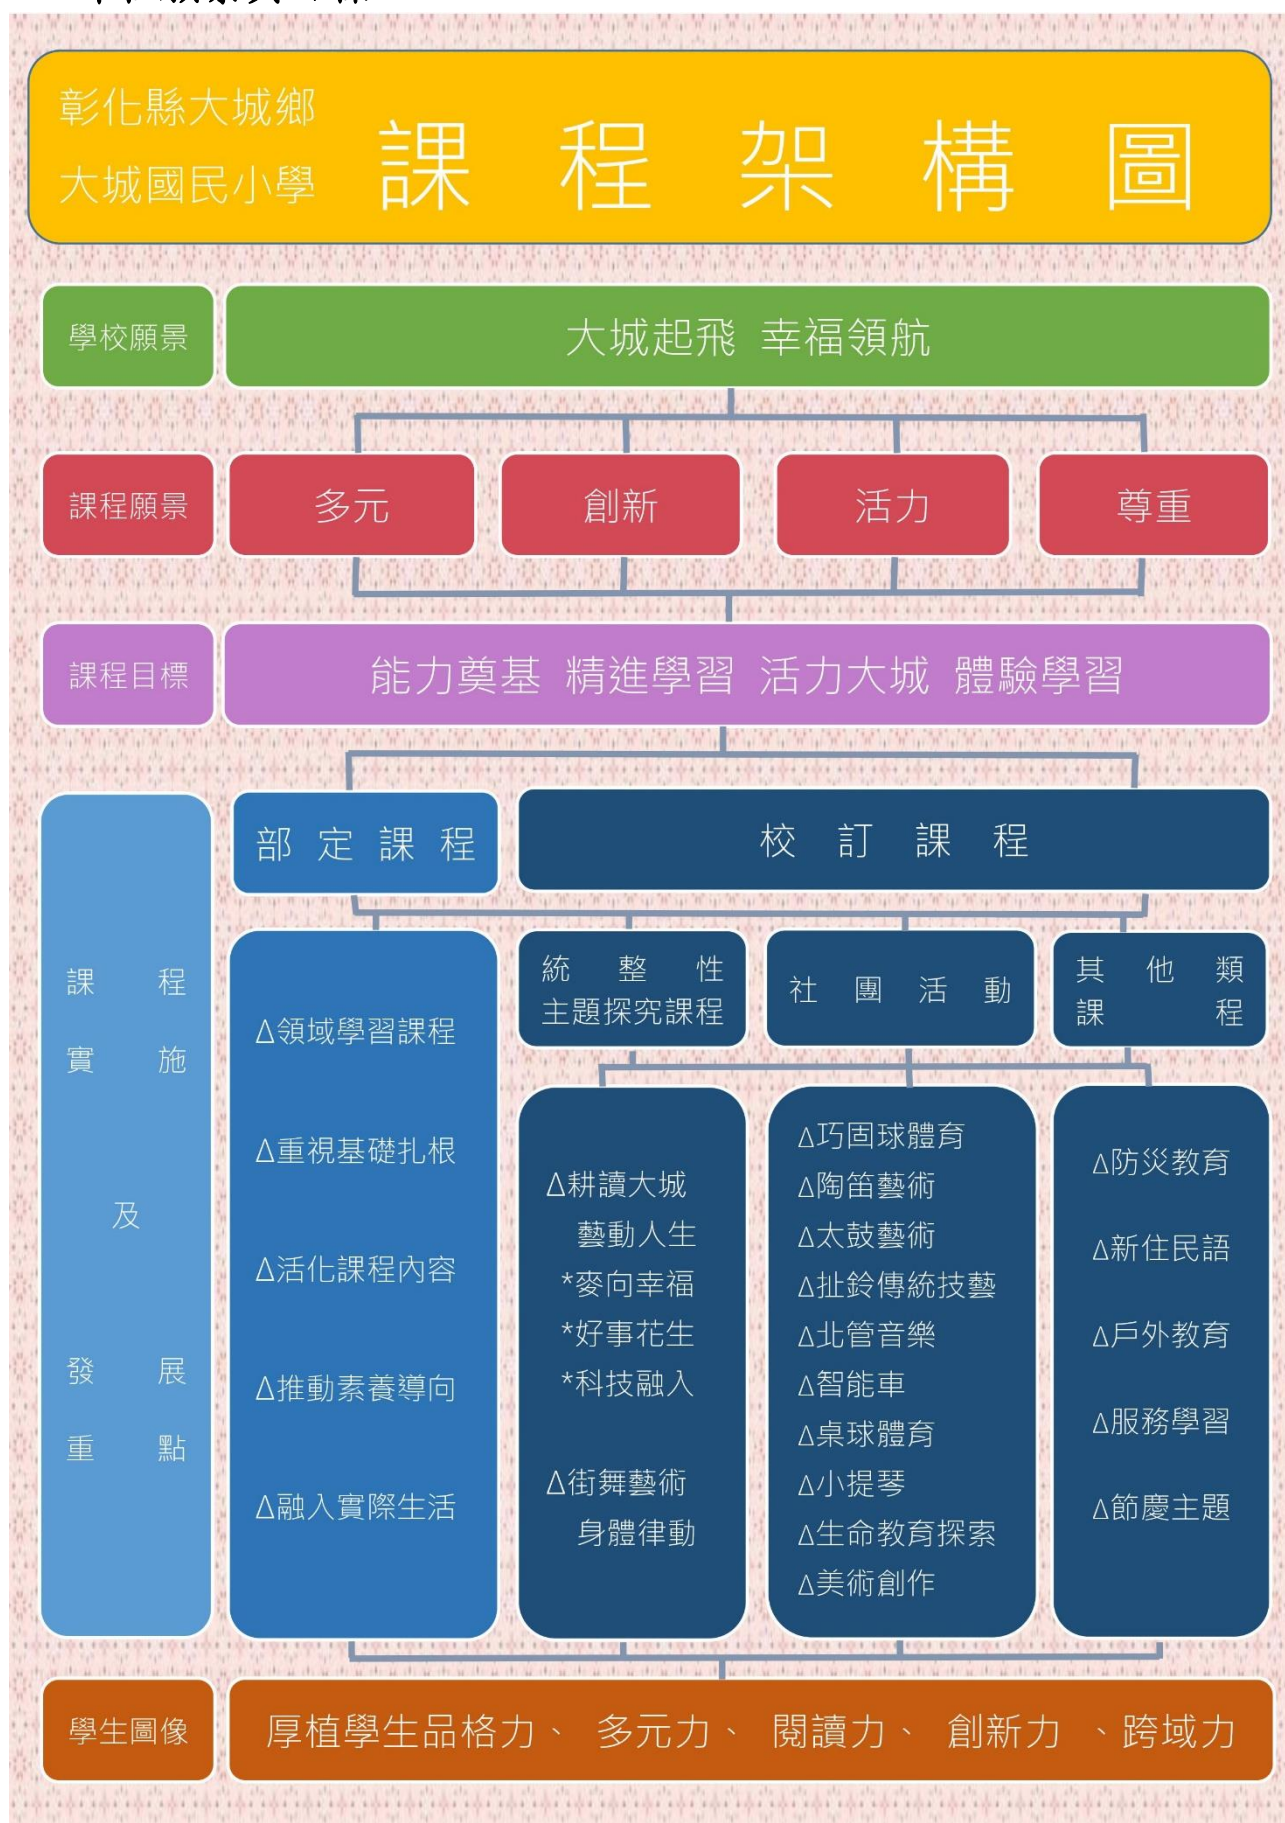 彰化縣大城鄉
大城國民小學
課程架構圖
學校願景
大城起飛 幸福領航
課程願景
多元
創新
活力
尊重
課程目標
能力奠基 精進學習 活力大城 體驗學習
課程
實施
及
發展
重點
部定課程
校訂課程
Δ領域學習課程
Δ重視基礎扎根
Δ活化課程內容
Δ推動素養導向
Δ融入實際生活
統整性
主題探究課程
社團活動
其他類
課程
Δ耕讀大城
藝動人生
*麥向幸福
*好事花生
*科技融入
Δ街舞藝術
身體律動
Δ巧固球體育
Δ陶笛藝術
Δ太鼓藝術
Δ扯鈴傳統技藝
Δ北管音樂
Δ智能車
Δ桌球體育
Δ小提琴
Δ生命教育探索
Δ美術創作
Δ防災教育
Δ新住民語
Δ戶外教育
Δ服務學習
Δ節慶主題
學生圖像
厚植學生品格力、 多元力、 閱讀力、 創新力 、跨域力